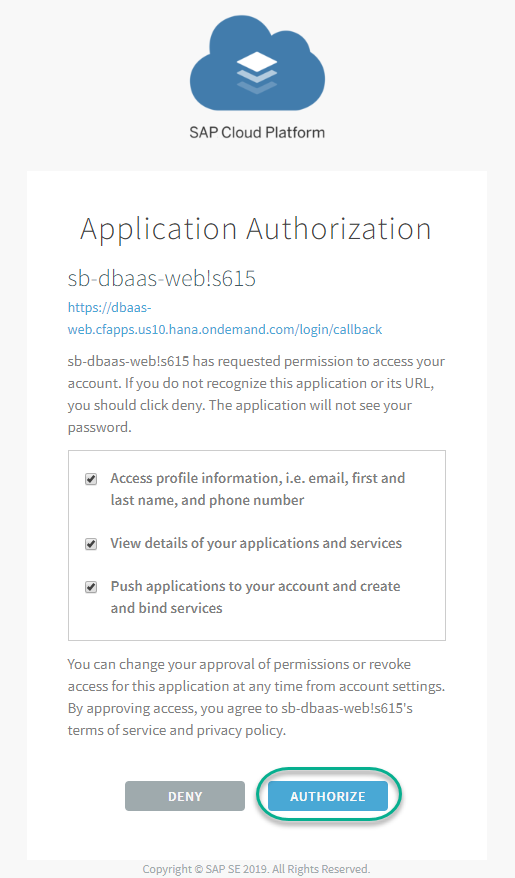 SAP Cloud Platform
Application Authorization
sb-dbaas-web!s615
https://dbaas-
web.cfapps.us10.hana.ondemand.com/login/callback
sb-dbaas-web!s615 has requested permission to access your
account. If you do not recognize this application or its URL,
you should click deny. The application will not see your
password.
Access profile information, i.e. email, first and
last name, and phone number
View details of your applications and services
Push applications to your account and create
and bind services
You can change your approval of permissions or revoke
access for this application at any time from account settings.
By approving access, you agree to sb-dbaas-web!s615's
terms of service and privacy policy.
DENY
AUTHORIZE
Copyright © SAP SE 2019. All Rights Reserved.